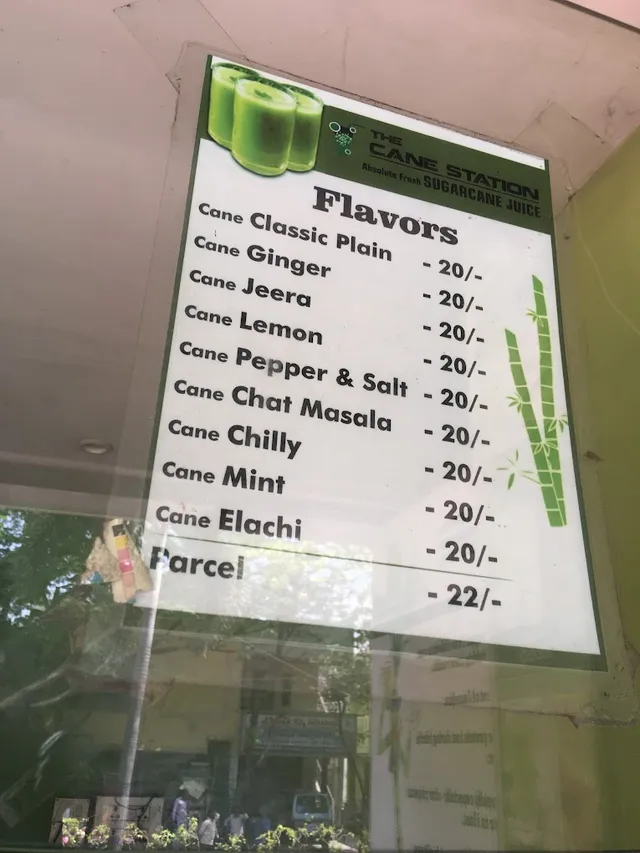 THE
CANE STATION
Absolute Fresh SUGARCANE JUICE
Flavors
Cane Classic Plain - 20/-
Cane Ginger - 20/-
Cane Jeera - 20/-
Cane Lemon - 20/-
Cane Pepper & Salt - 20/-
Cane Chat Masala - 20/-
Cane Chilly - 20/-
Cane Mint - 20/-
Cane Elachi - 20/-
Parcel - 22/-